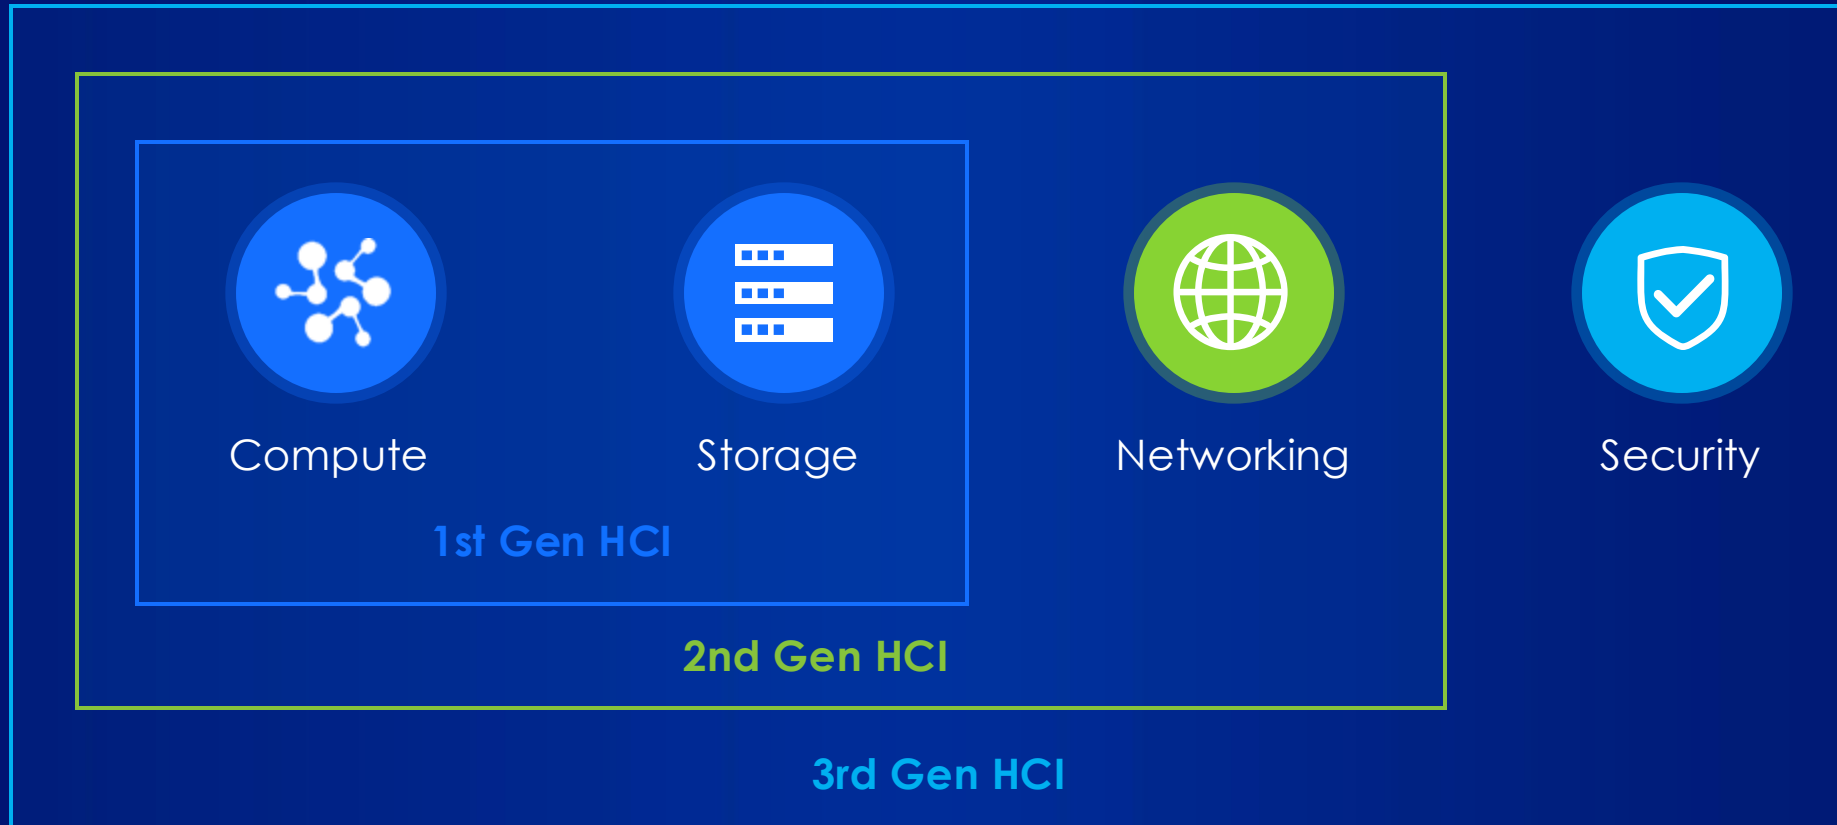 Compute
Storage
Networking
Security
1st Gen HCI
2nd Gen HCI
3rd Gen HCI